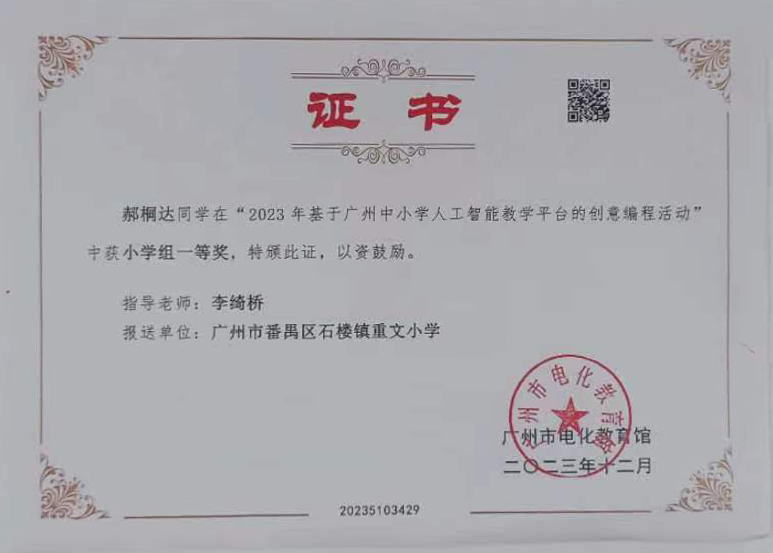 证 书
郝桐达同学在“2023年基于广州中小学人工智能教学平台的创意编程活动”
中获小学组一等奖，特颁此证，以资鼓励。
指导老师：李绮桥
报送单位：广州市番禺区石楼镇重文小学
广州市电化教育馆
广州市电化教育馆
二〇二三年十二月
20235103429